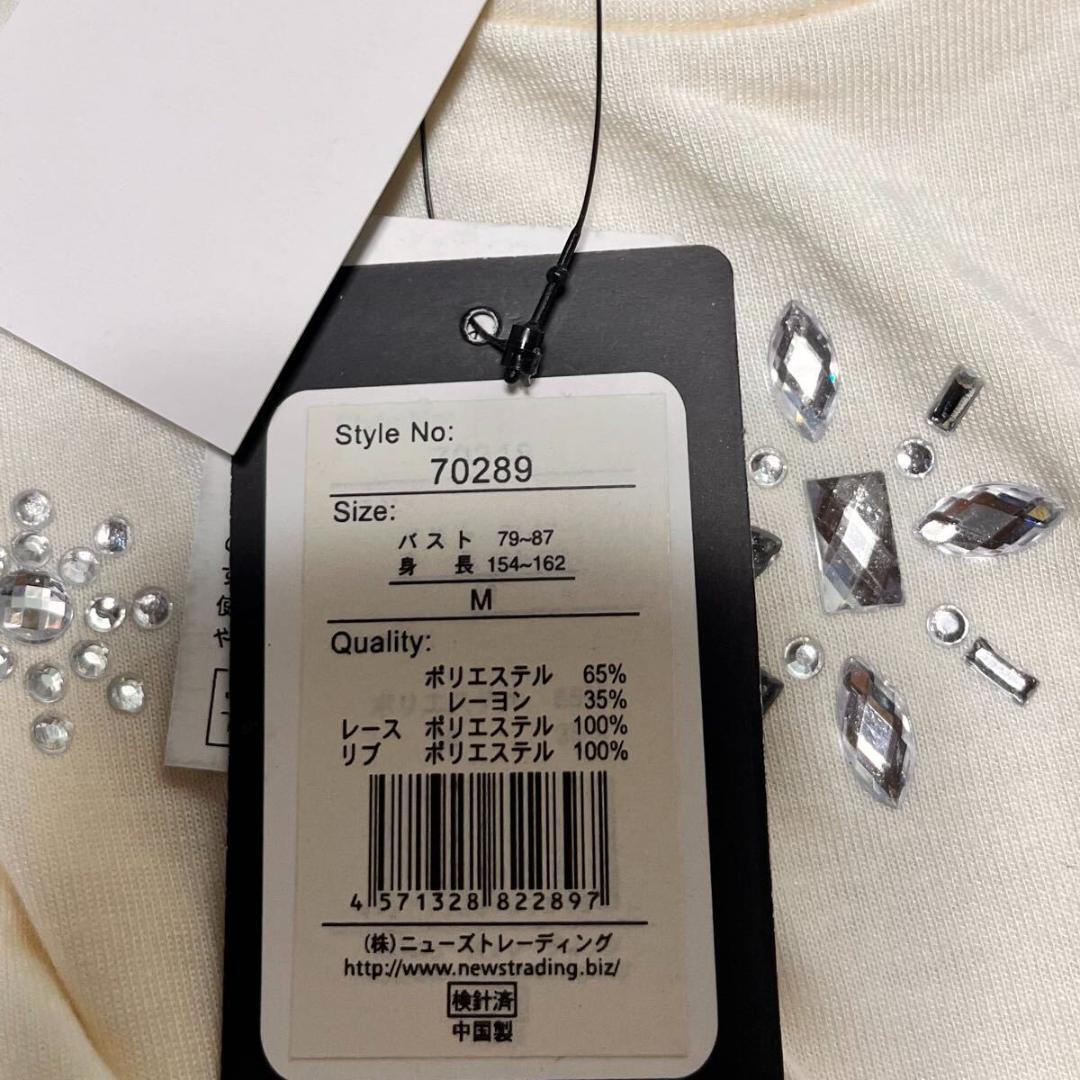 Style No:
70289
Size:
バスト 79~87
身長 154~162
M
Quality:
ポリエステル 65%
レーヨン 35%
レース ポリエステル 100%
リブ ポリエステル 100%
4 571328 822897
(株)ニューズトレーディング
http://www.newstrading.biz/
検針済
中国製
使
や